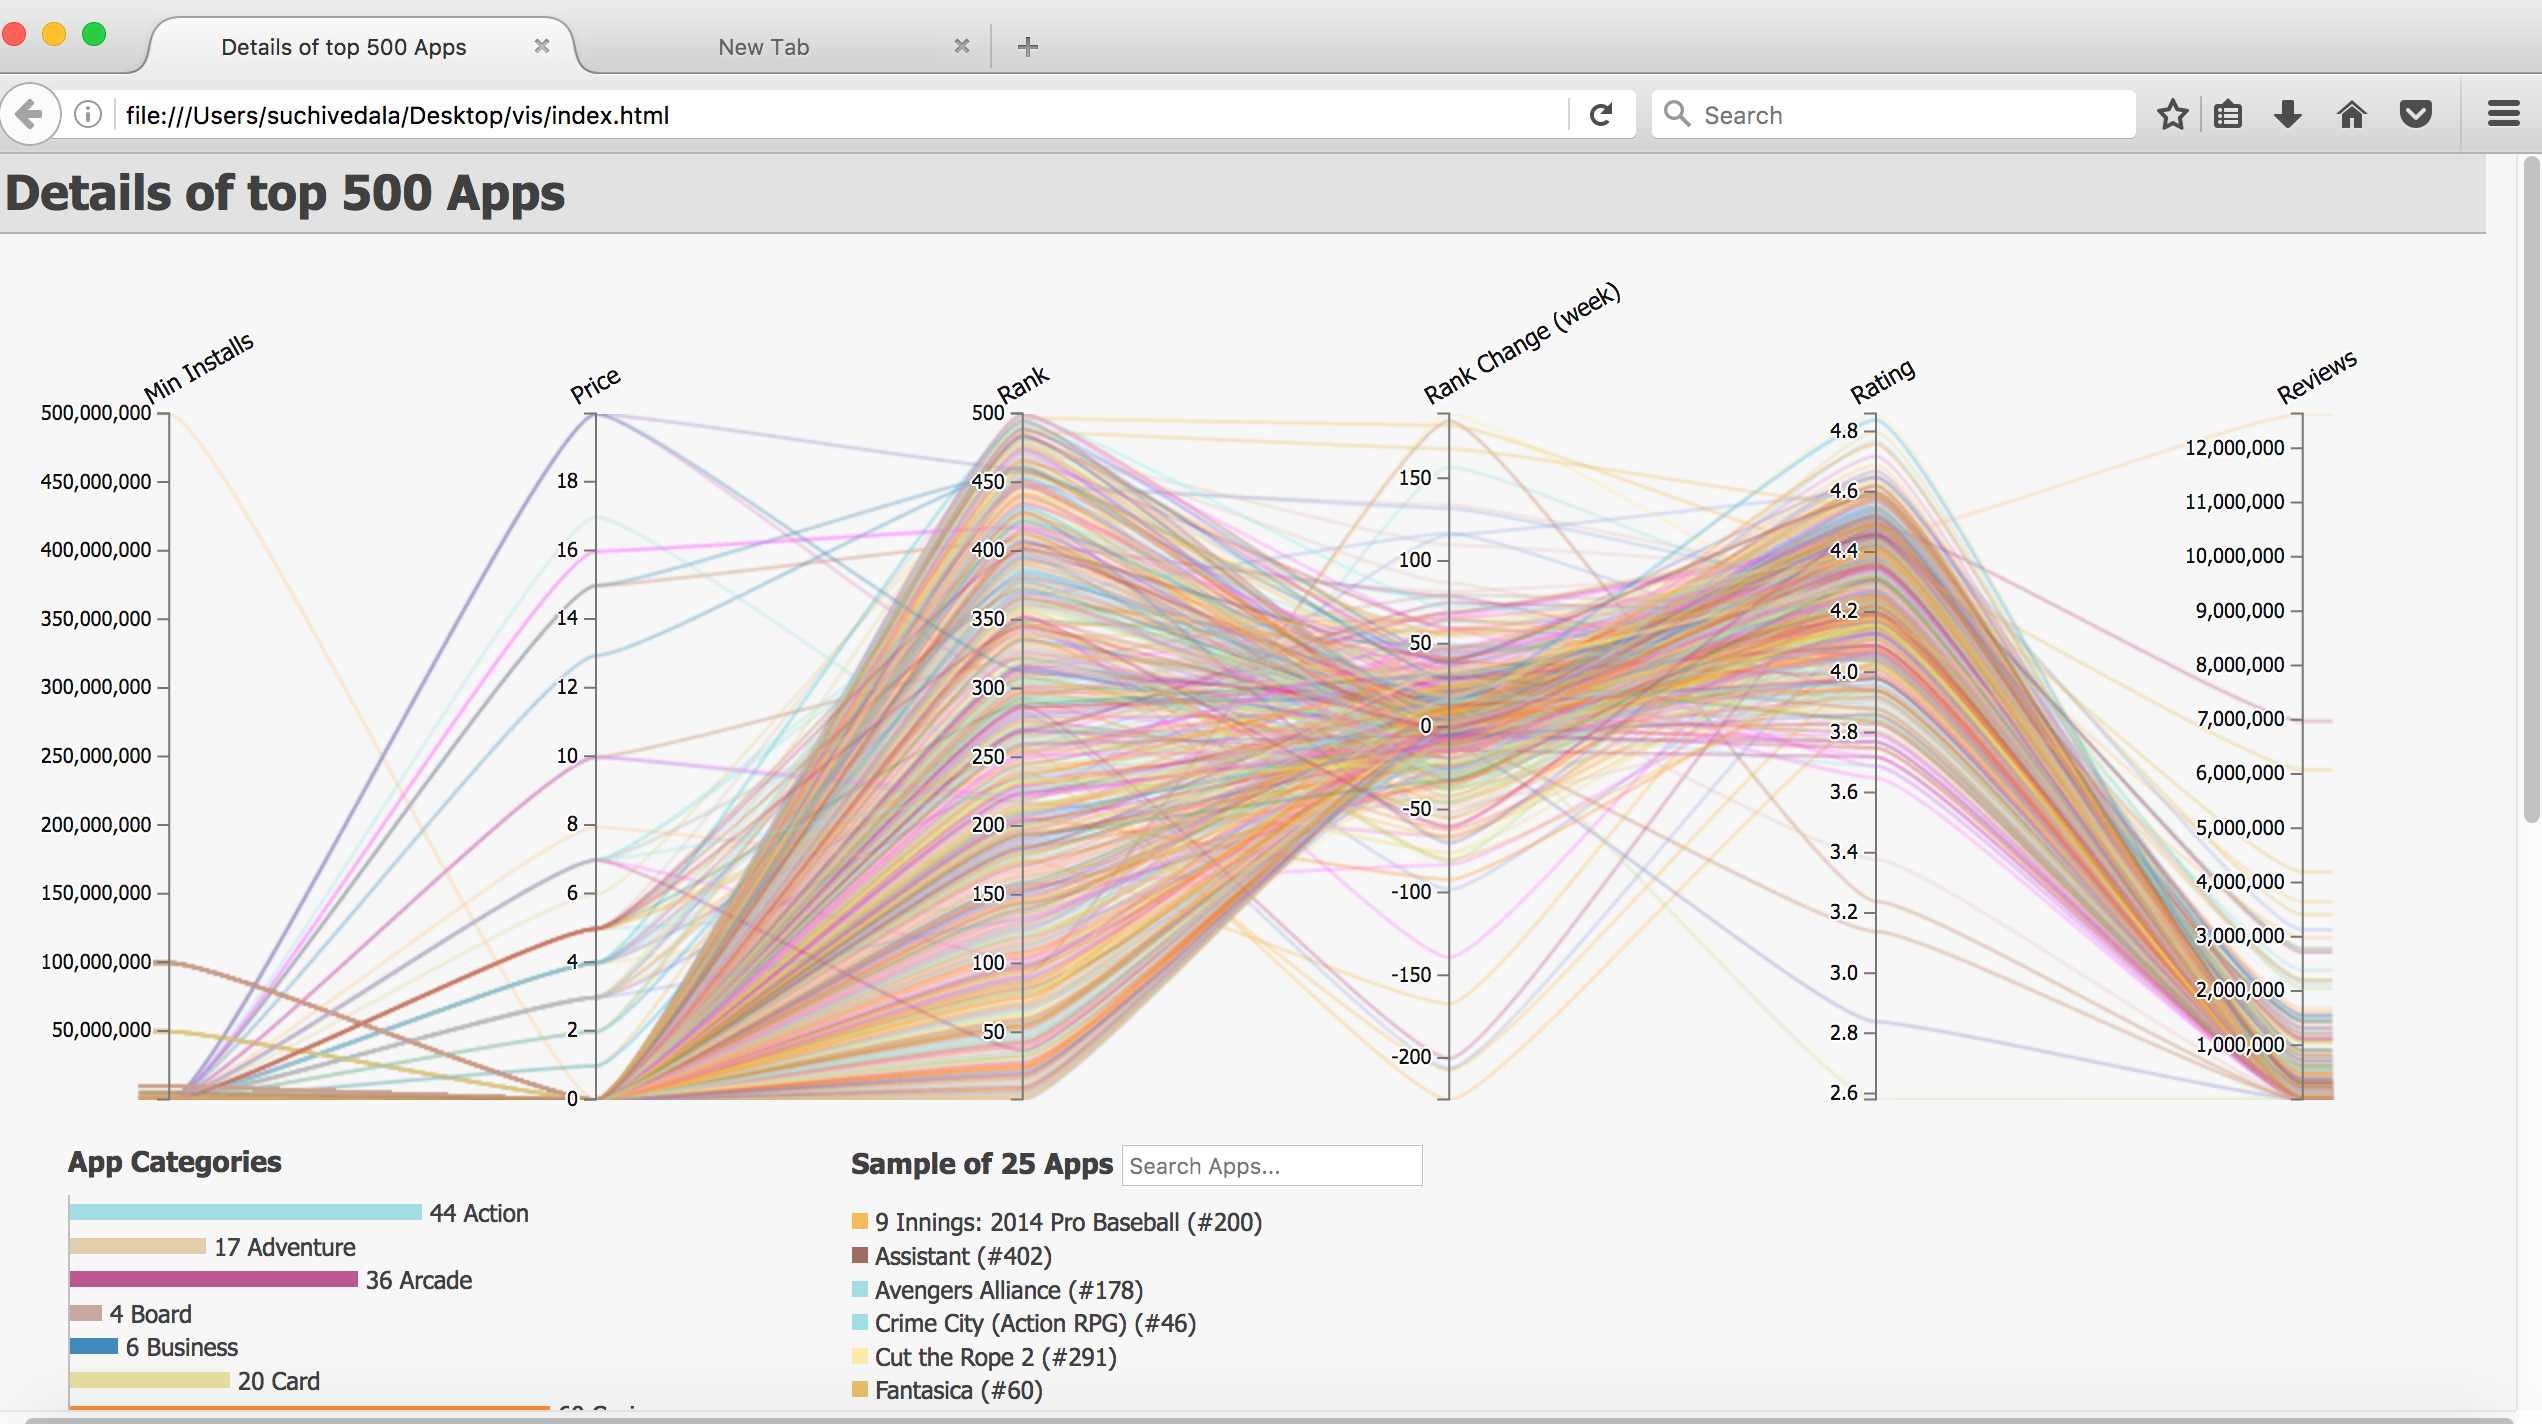 Details of top 500 Apps
New Tab
file:///Users/suchivedala/Desktop/vis/index.html
Search
Details of top 500 Apps
Min Installs
500,000,000
450,000,000
400,000,000
350,000,000
300,000,000
250,000,000
200,000,000
150,000,000
100,000,000
50,000,000
Price
18
16
14
12
10
8
6
4
2
0
Rank
500
450
400
350
300
250
200
150
100
50
Rank Change (week)
150
100
50
0
-50
-100
-150
-200
Rating
4.8
4.6
4.4
4.2
4.0
3.8
3.6
3.4
3.2
3.0
2.8
2.6
Reviews
12,000,000
11,000,000
10,000,000
9,000,000
8,000,000
7,000,000
6,000,000
5,000,000
4,000,000
3,000,000
2,000,000
1,000,000
App Categories
44 Action
17 Adventure
36 Arcade
4 Board
6 Business
20 Card
Sample of 25 Apps
Search Apps...
9 Innings: 2014 Pro Baseball (#200)
Assistant (#402)
Avengers Alliance (#178)
Crime City (Action RPG) (#46)
Cut the Rope 2 (#291)
Fantasica (#60)